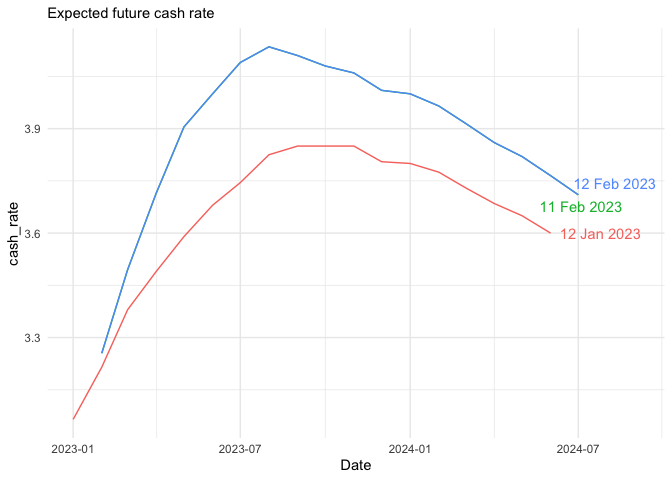 Expected future cash rate
cash_rate
3.9
3.6
3.3
12 Feb 2023
11 Feb 2023
12 Jan 2023
2023-01
2023-07
2024-01
2024-07
Date